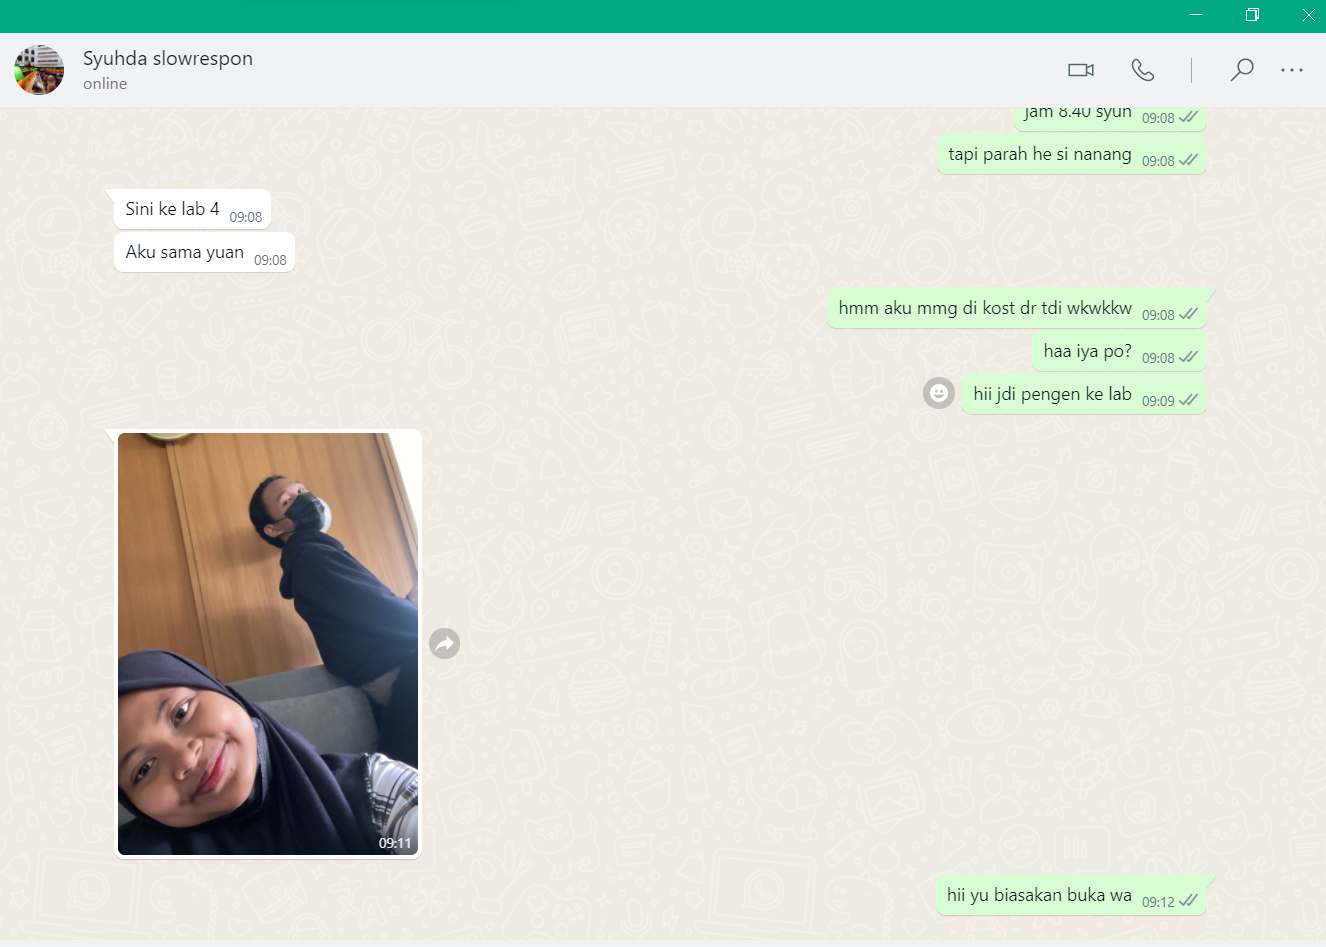 Syuhda slowrespon
online
jam 8.40 syuh 09:08
tapi parah he si nanang 09:08
Sini ke lab 4 09:08
Aku sama yuan 09:08
hmm aku mmg di kost dr tdi wkwkkw 09:08
haa iya po? 09:08
hii jdi pengen ke lab 09:09
09:11
hii yu biasakan buka wa 09:12